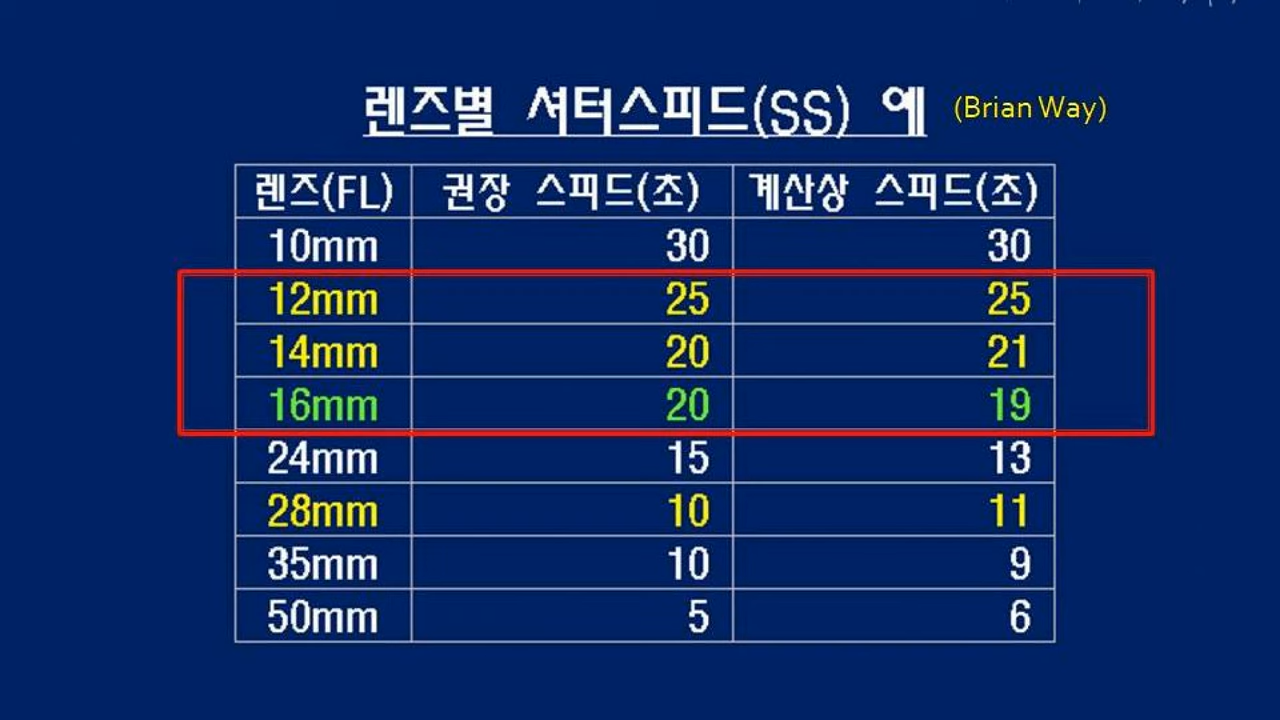 렌즈별 셔터스피드(SS) 예 (Brian Way)
렌즈(FL) 권장 스피드(초) 계산상 스피드(초)
10mm 30 30
12mm 25 25
14mm 20 21
16mm 20 19
24mm 15 13
28mm 10 11
35mm 10 9
50mm 5 6